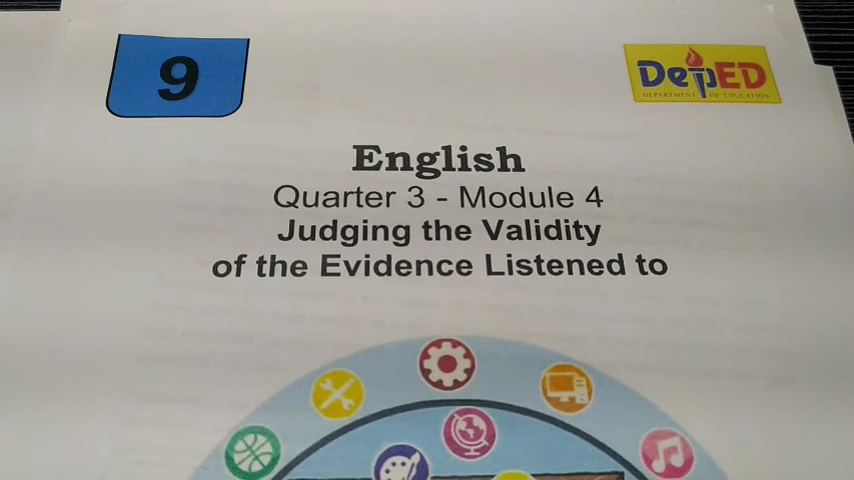 9
DepED
DEPARTMENT OF EDUCATION
English
Quarter 3 - Module 4
Judging the Validity
of the Evidence Listened to